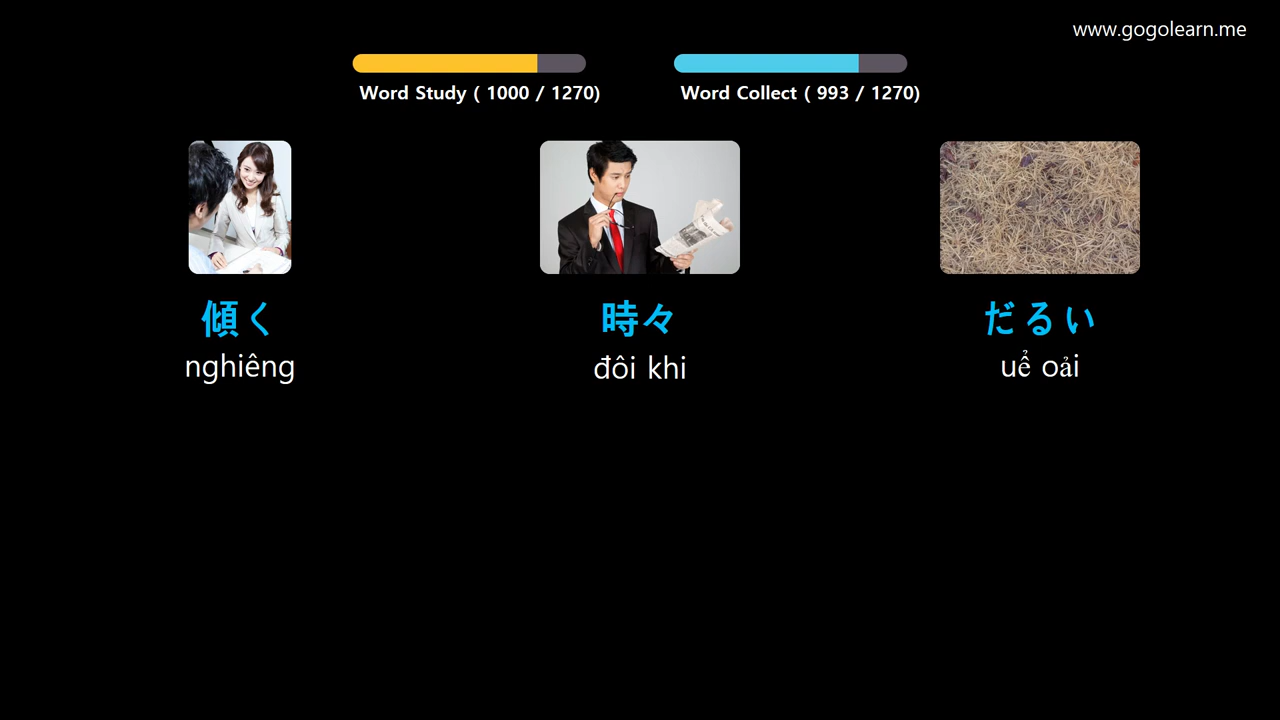 www.gogolearn.me
Word Study ( 1000 / 1270)
Word Collect ( 993 / 1270)
傾く
時々
だるい
nghiêng
đôi khi
uể oải